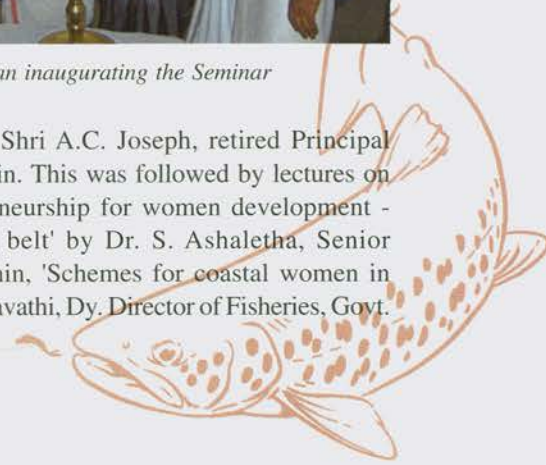 an inaugurating the Seminar
Shri A.C. Joseph, retired Principal
in. This was followed by lectures on
neurship for women development -
belt' by Dr. S. Ashaletha, Senior
hin, 'Schemes for coastal women in
avathi, Dy. Director of Fisheries, Govt.